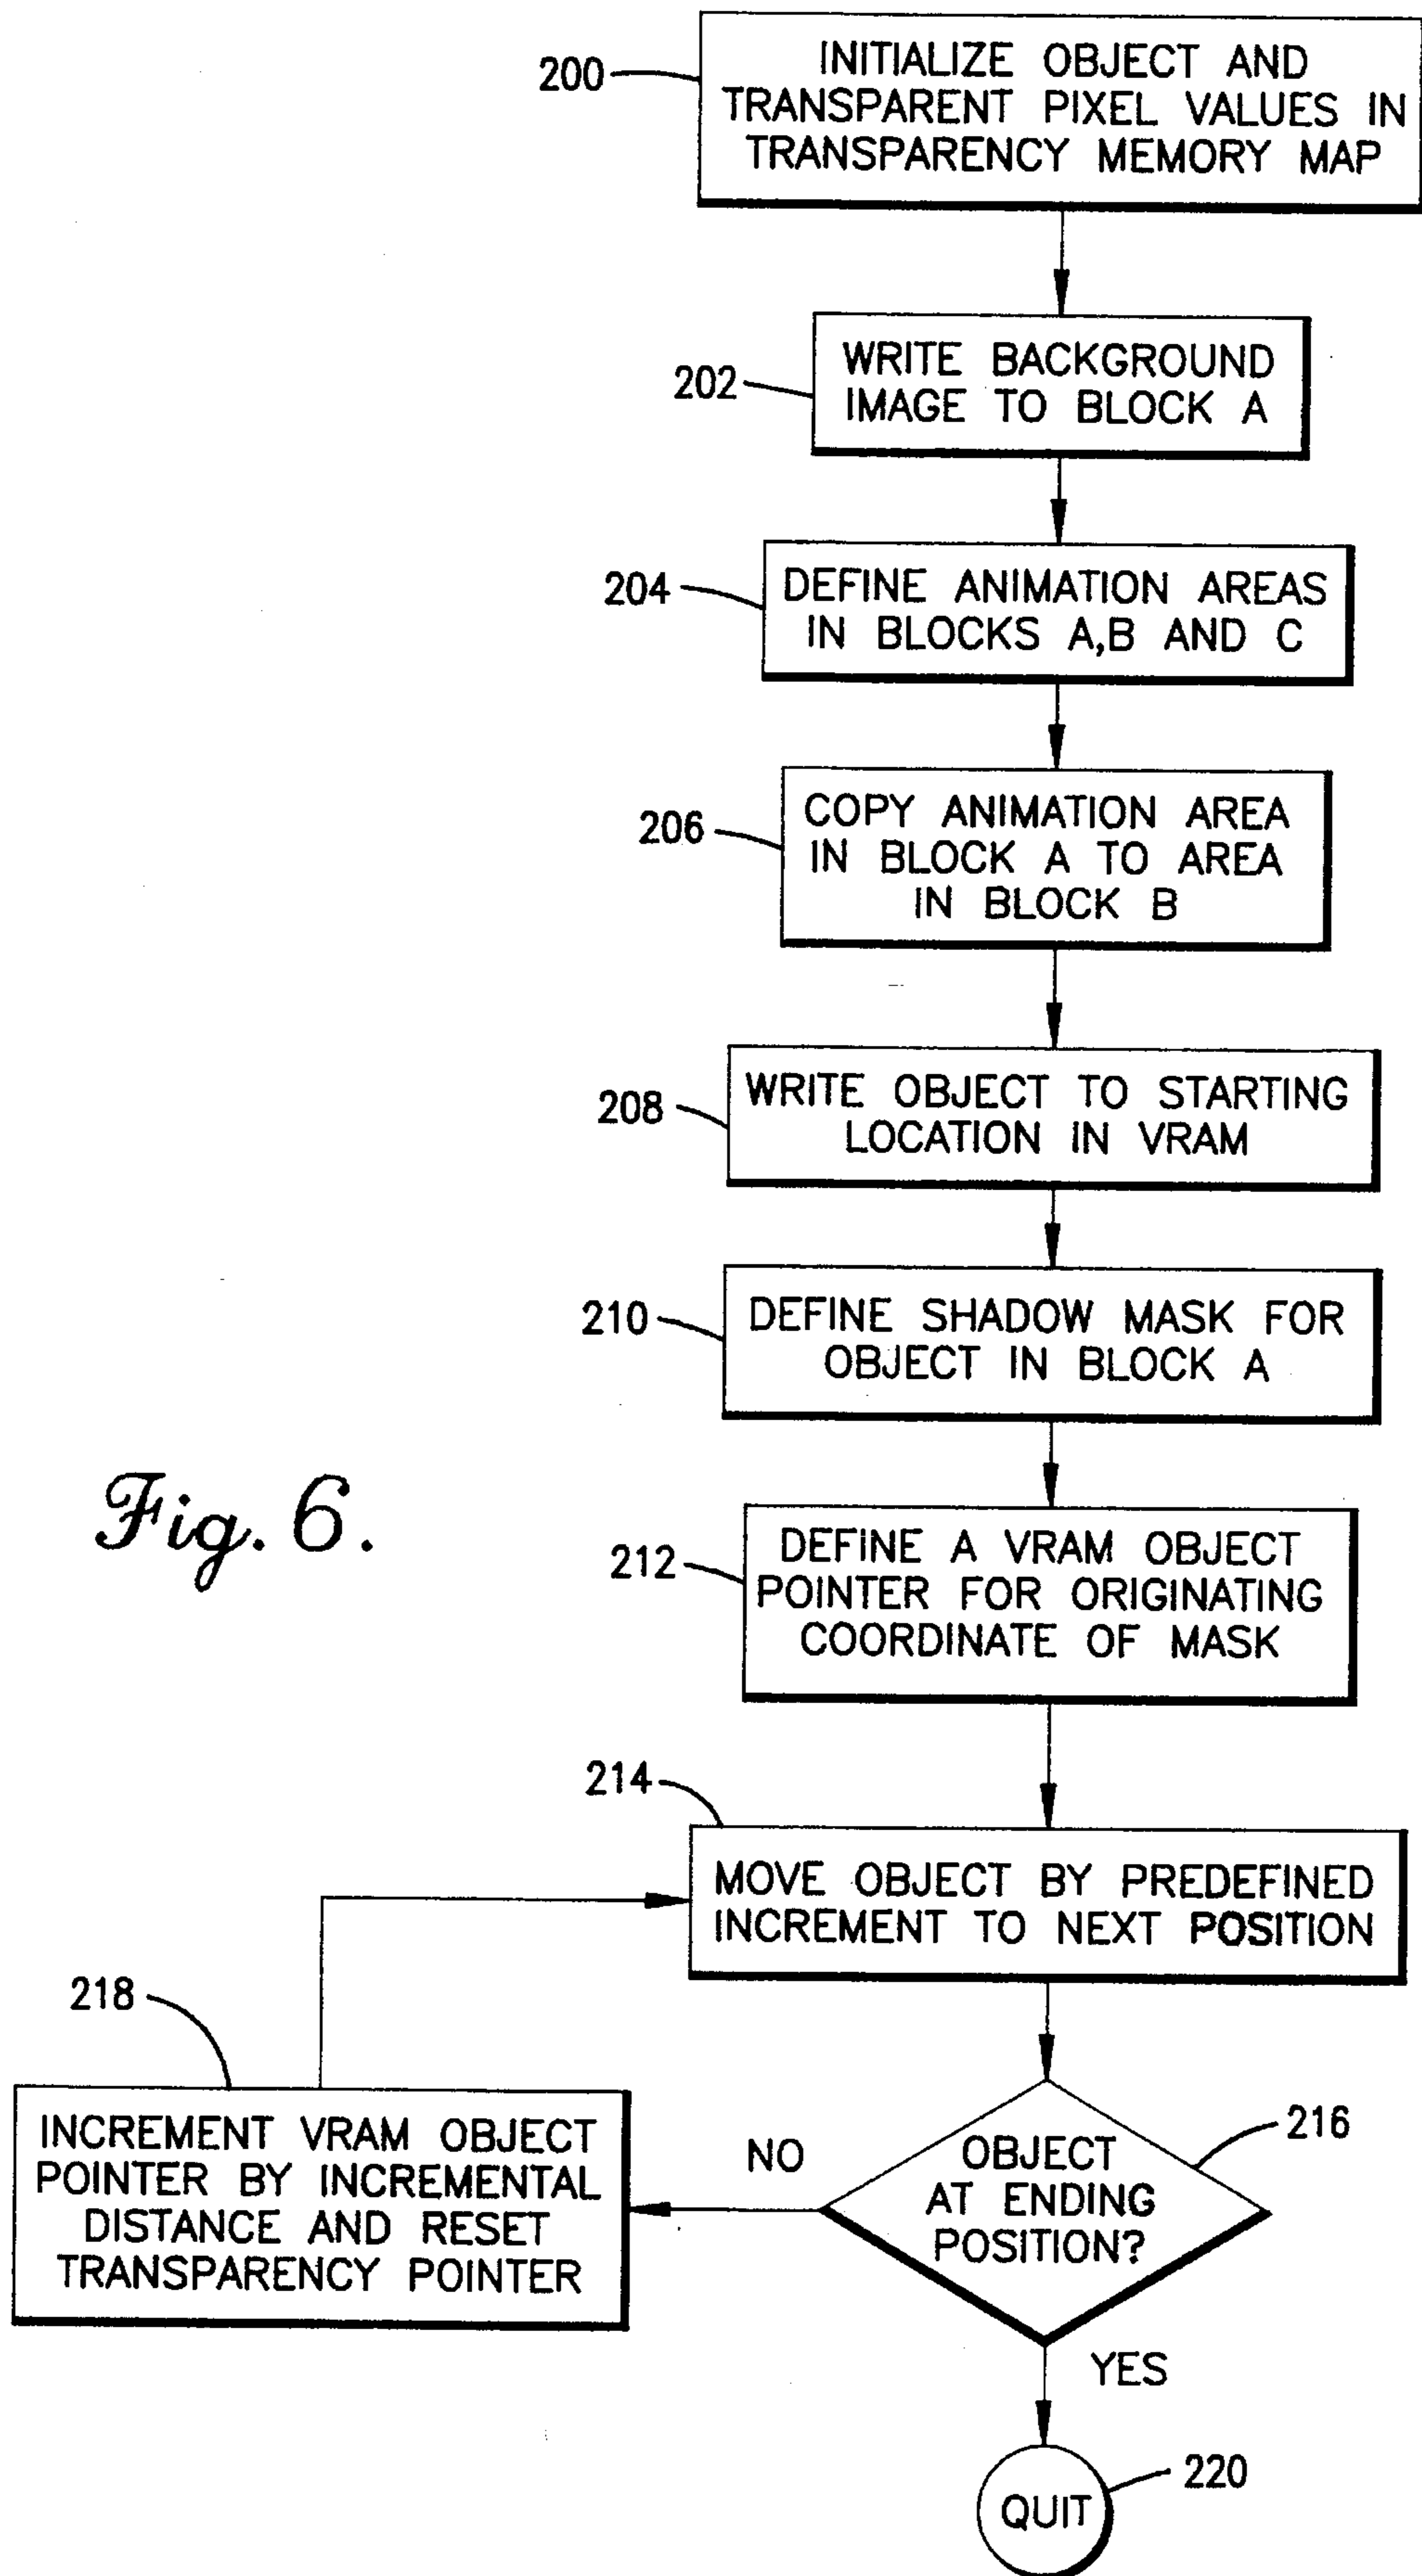 200
INITIALIZE OBJECT AND
TRANSPARENT PIXEL VALUES IN
TRANSPARENCY MEMORY MAP
202
WRITE BACKGROUND
IMAGE TO BLOCK A
204
DEFINE ANIMATION AREAS
IN BLOCKS A,B AND C
206
COPY ANIMATION AREA
IN BLOCK A TO AREA
IN BLOCK B
208
WRITE OBJECT TO STARTING
LOCATION IN VRAM
210
DEFINE SHADOW MASK FOR
OBJECT IN BLOCK A
Fig. 6.
212
DEFINE A VRAM OBJECT
POINTER FOR ORIGINATING
COORDINATE OF MASK
214
MOVE OBJECT BY PREDEFINED
INCREMENT TO NEXT POSITION
218
INCREMENT VRAM OBJECT
POINTER BY INCREMENTAL
DISTANCE AND RESET
TRANSPARENCY POINTER
NO
216
OBJECT
AT ENDING
POSITION?
YES
220
QUIT